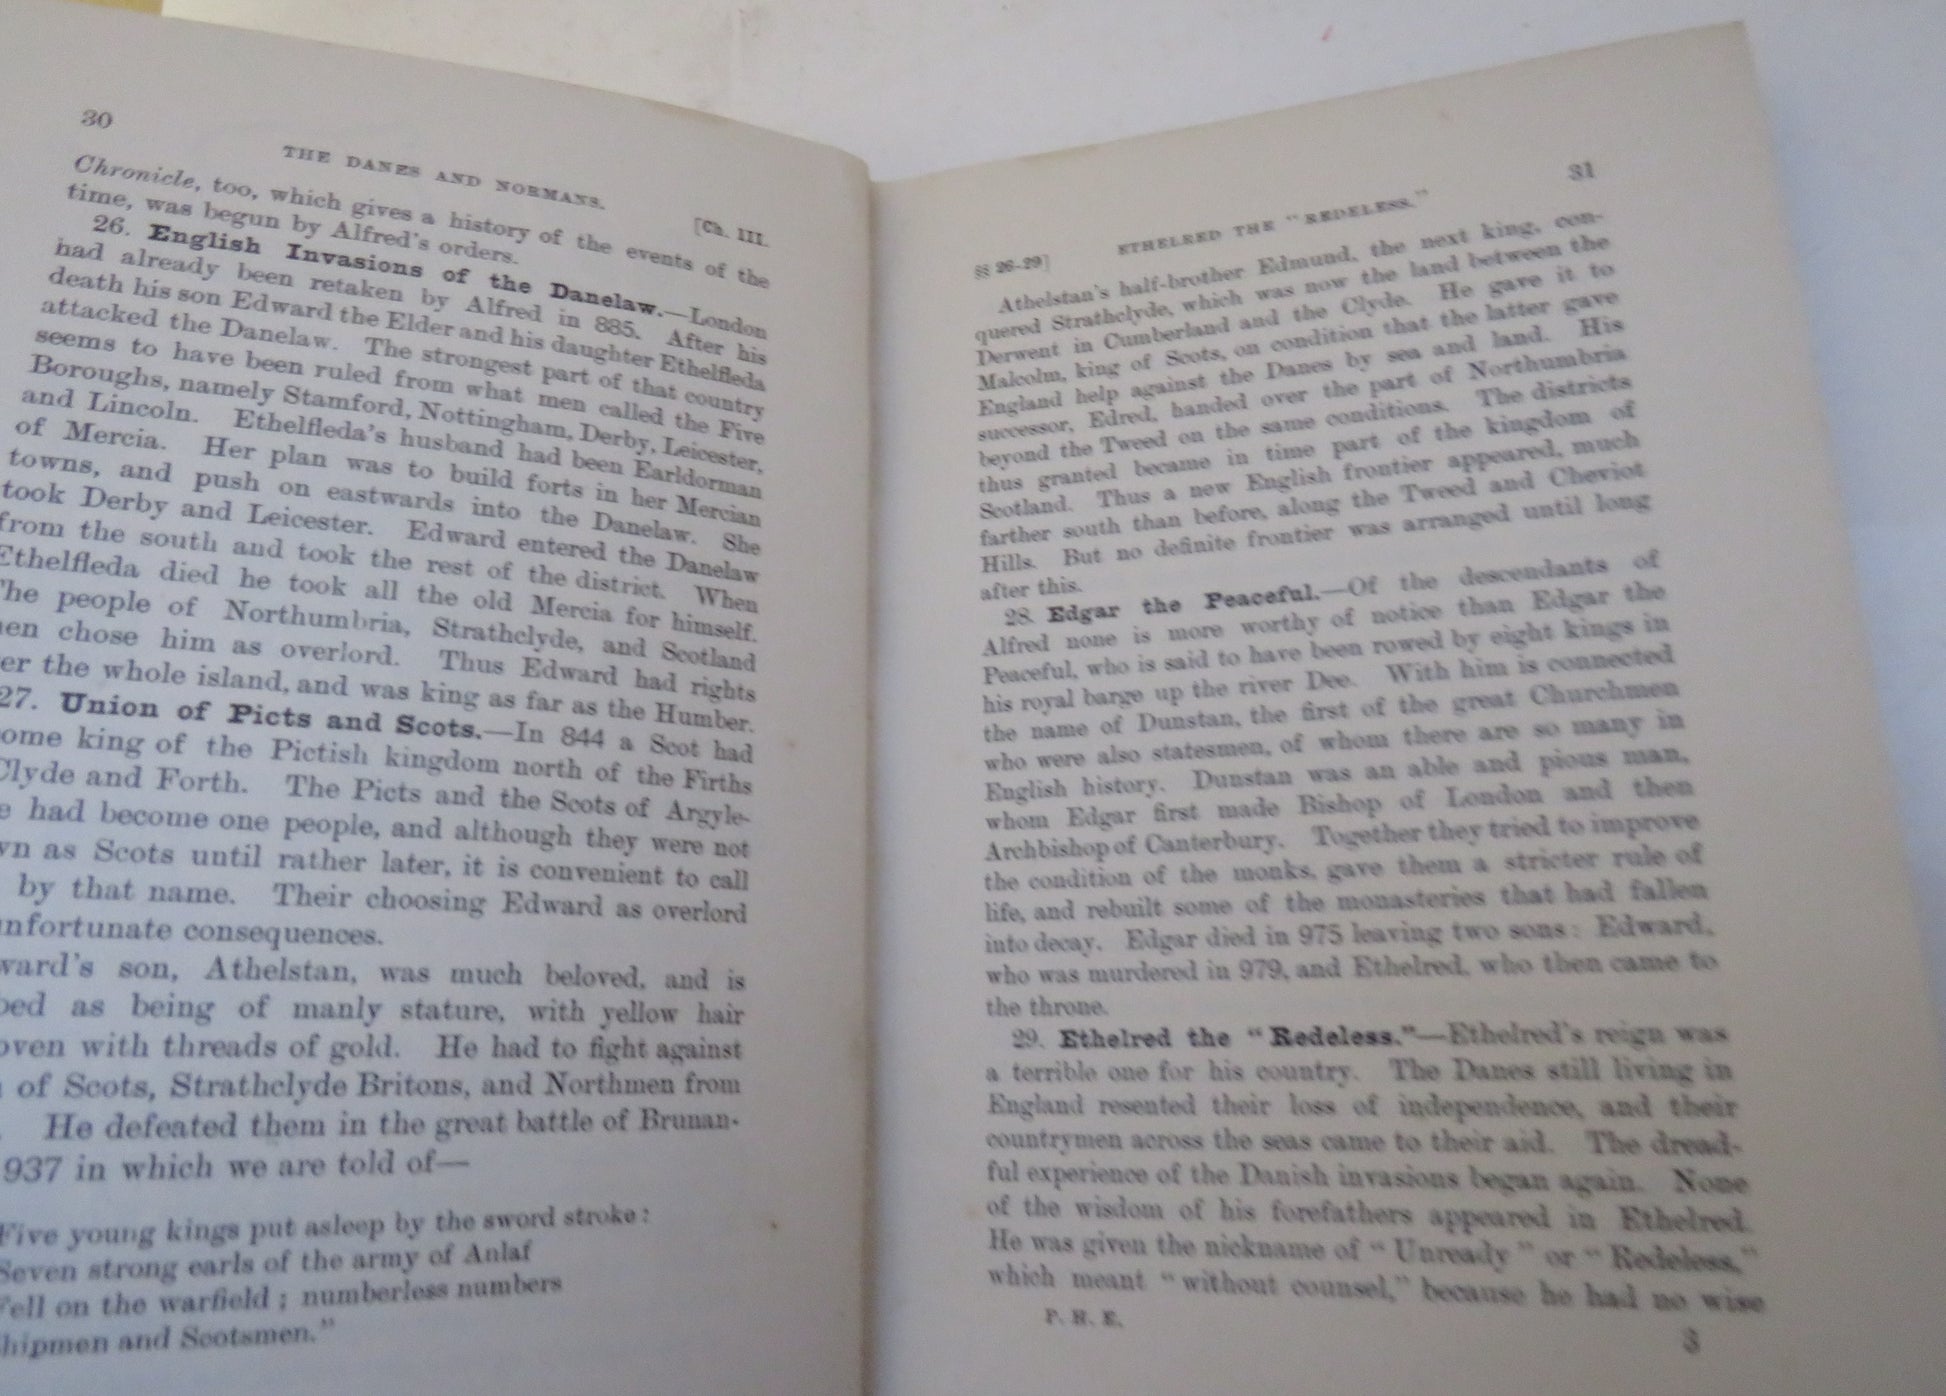 30
THE DANES AND NORMANS.
[Ch. III.
Chronicle, too, which gives a history of the events of the
time, was begun by Alfred's orders.
26. English Invasions of the Danelaw.—London
had already been retaken by Alfred in 885. After his
death his son Edward the Elder and his daughter Ethelfleda
attacked the Danelaw. The strongest part of that country
seems to have been ruled from what men called the Five
Boroughs, namely Stamford, Nottingham, Derby, Leicester,
and Lincoln. Ethelfleda's husband had been Earldorman
of Mercia. Her plan was to build forts in her Mercian
towns, and push on eastwards into the Danelaw. She
took Derby and Leicester. Edward entered the Danelaw
from the south and took the rest of the district. When
Ethelfleda died he took all the old Mercia for himself.
The people of Northumbria, Strathclyde, and Scotland
en chose him as overlord. Thus Edward had rights
er the whole island, and was king as far as the Humber.
27. Union of Picts and Scots.—In 844 a Scot had
ome king of the Pictish kingdom north of the Firths
Clyde and Forth. The Picts and the Scots of Argyle-
e had become one people, and although they were not
wn as Scots until rather later, it is convenient to call
by that name. Their choosing Edward as overlord
nfortunate consequences.
ward's son, Athelstan, was much beloved, and is
bed as being of manly stature, with yellow hair
oven with threads of gold. He had to fight against
of Scots, Strathclyde Britons, and Northmen from
He defeated them in the great battle of Brunan-
937 in which we are told of—
Five young kings put asleep by the sword stroke:
Seven strong earls of the army of Anlaf
Fell on the warfield; numberless numbers
hipmen and Scotsmen."
§§ 26-29]
ETHELRED THE "REDELESS."
31
Athelstan's half-brother Edmund, the next king, con-
quered Strathclyde, which was now the land between the
Derwent in Cumberland and the Clyde. He gave it to
Malcolm, king of Scots, on condition that the latter gave
England help against the Danes by sea and land. His
successor, Edred, handed over the part of Northumbria
beyond the Tweed on the same conditions. The districts
thus granted became in time part of the kingdom of
Scotland. Thus a new English frontier appeared, much
farther south than before, along the Tweed and Cheviot
Hills. But no definite frontier was arranged until long
after this.
28. Edgar the Peaceful.—Of the descendants of
Alfred none is more worthy of notice than Edgar the
Peaceful, who is said to have been rowed by eight kings in
his royal barge up the river Dee. With him is connected
the name of Dunstan, the first of the great Churchmen
who were also statesmen, of whom there are so many in
English history. Dunstan was an able and pious man,
whom Edgar first made Bishop of London and then
Archbishop of Canterbury. Together they tried to improve
the condition of the monks, gave them a stricter rule of
life, and rebuilt some of the monasteries that had fallen
into decay. Edgar died in 975 leaving two sons: Edward,
who was murdered in 979, and Ethelred, who then came to
the throne.
29. Ethelred the "Redeless."—Ethelred's reign was
a terrible one for his country. The Danes still living in
England resented their loss of independence, and their
countrymen across the seas came to their aid. The dread-
ful experience of the Danish invasions began again. None
of the wisdom of his forefathers appeared in Ethelred.
He was given the nickname of "Unready" or "Redeless,"
which meant "without counsel," because he had no wise
P. H. E.
3